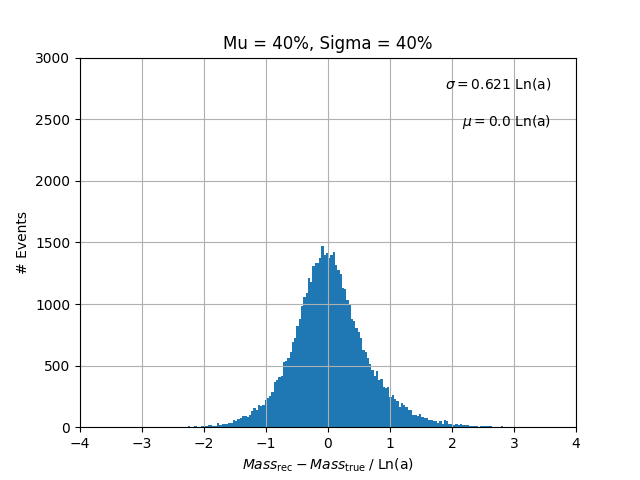 Mu = 40%, Sigma = 40%
3000
2500
2000
1500
1000
500
0
σ = 0.621 Ln(a)
μ = 0.0 Ln(a)
# Events
−4 −3 −2 −1 0 1 2 3 4
Mass_rec − Mass_true / Ln(a)